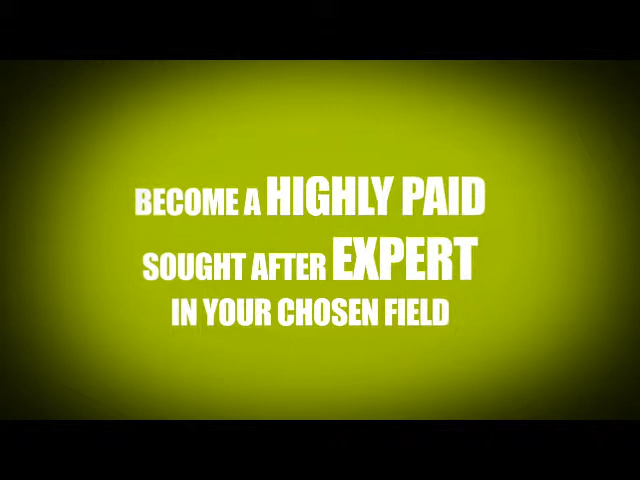 BECOME A HIGHLY PAID
SOUGHT AFTER EXPERT
IN YOUR CHOSEN FIELD